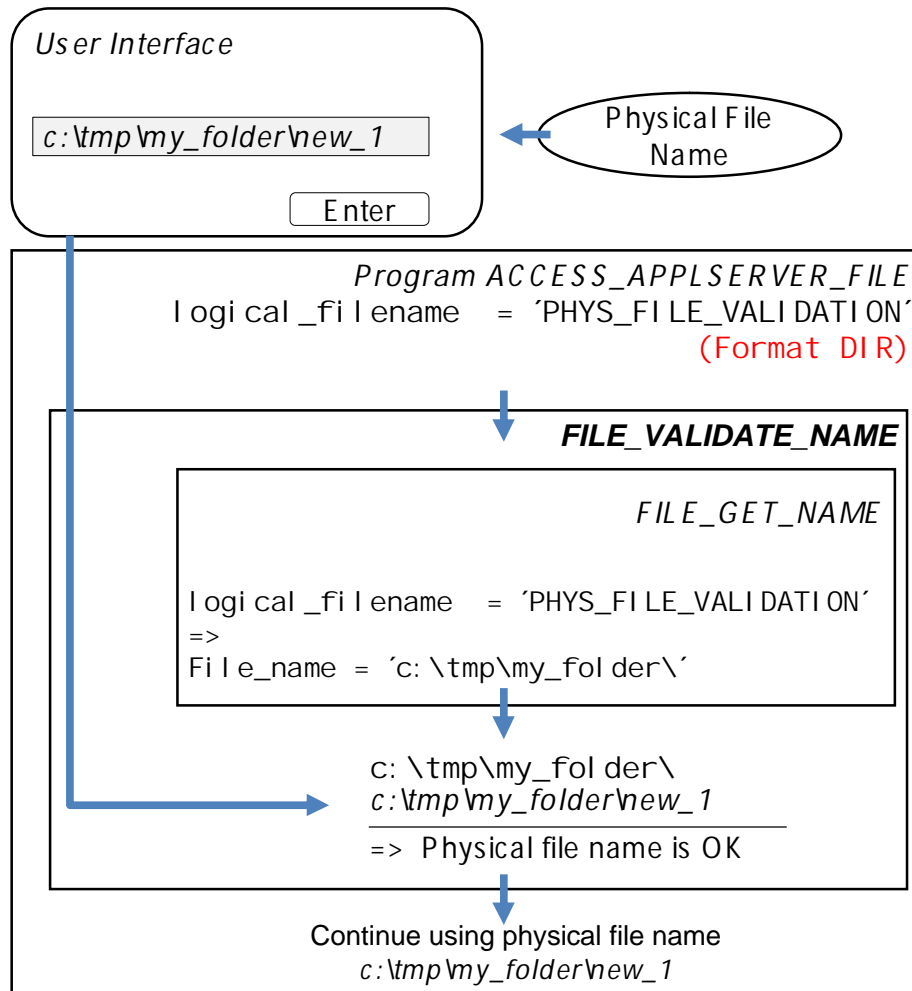 User Interface
c:\tmp\my_folder\new_1
Physical File
Name
Enter
Program ACCESS_APPLSERVER_FILE
logical_filename = ´PHYS_FILE_VALIDATION´
(Format DIR)
FILE_VALIDATE_NAME
FILE_GET_NAME
logical_filename = ´PHYS_FILE_VALIDATION´
=>
File_name = ´c:\tmp\my_folder\´
c:\tmp\my_folder\
c:\tmp\my_folder\new_1
=> Physical file name is OK
Continue using physical file name
c:\tmp\my_folder\new_1